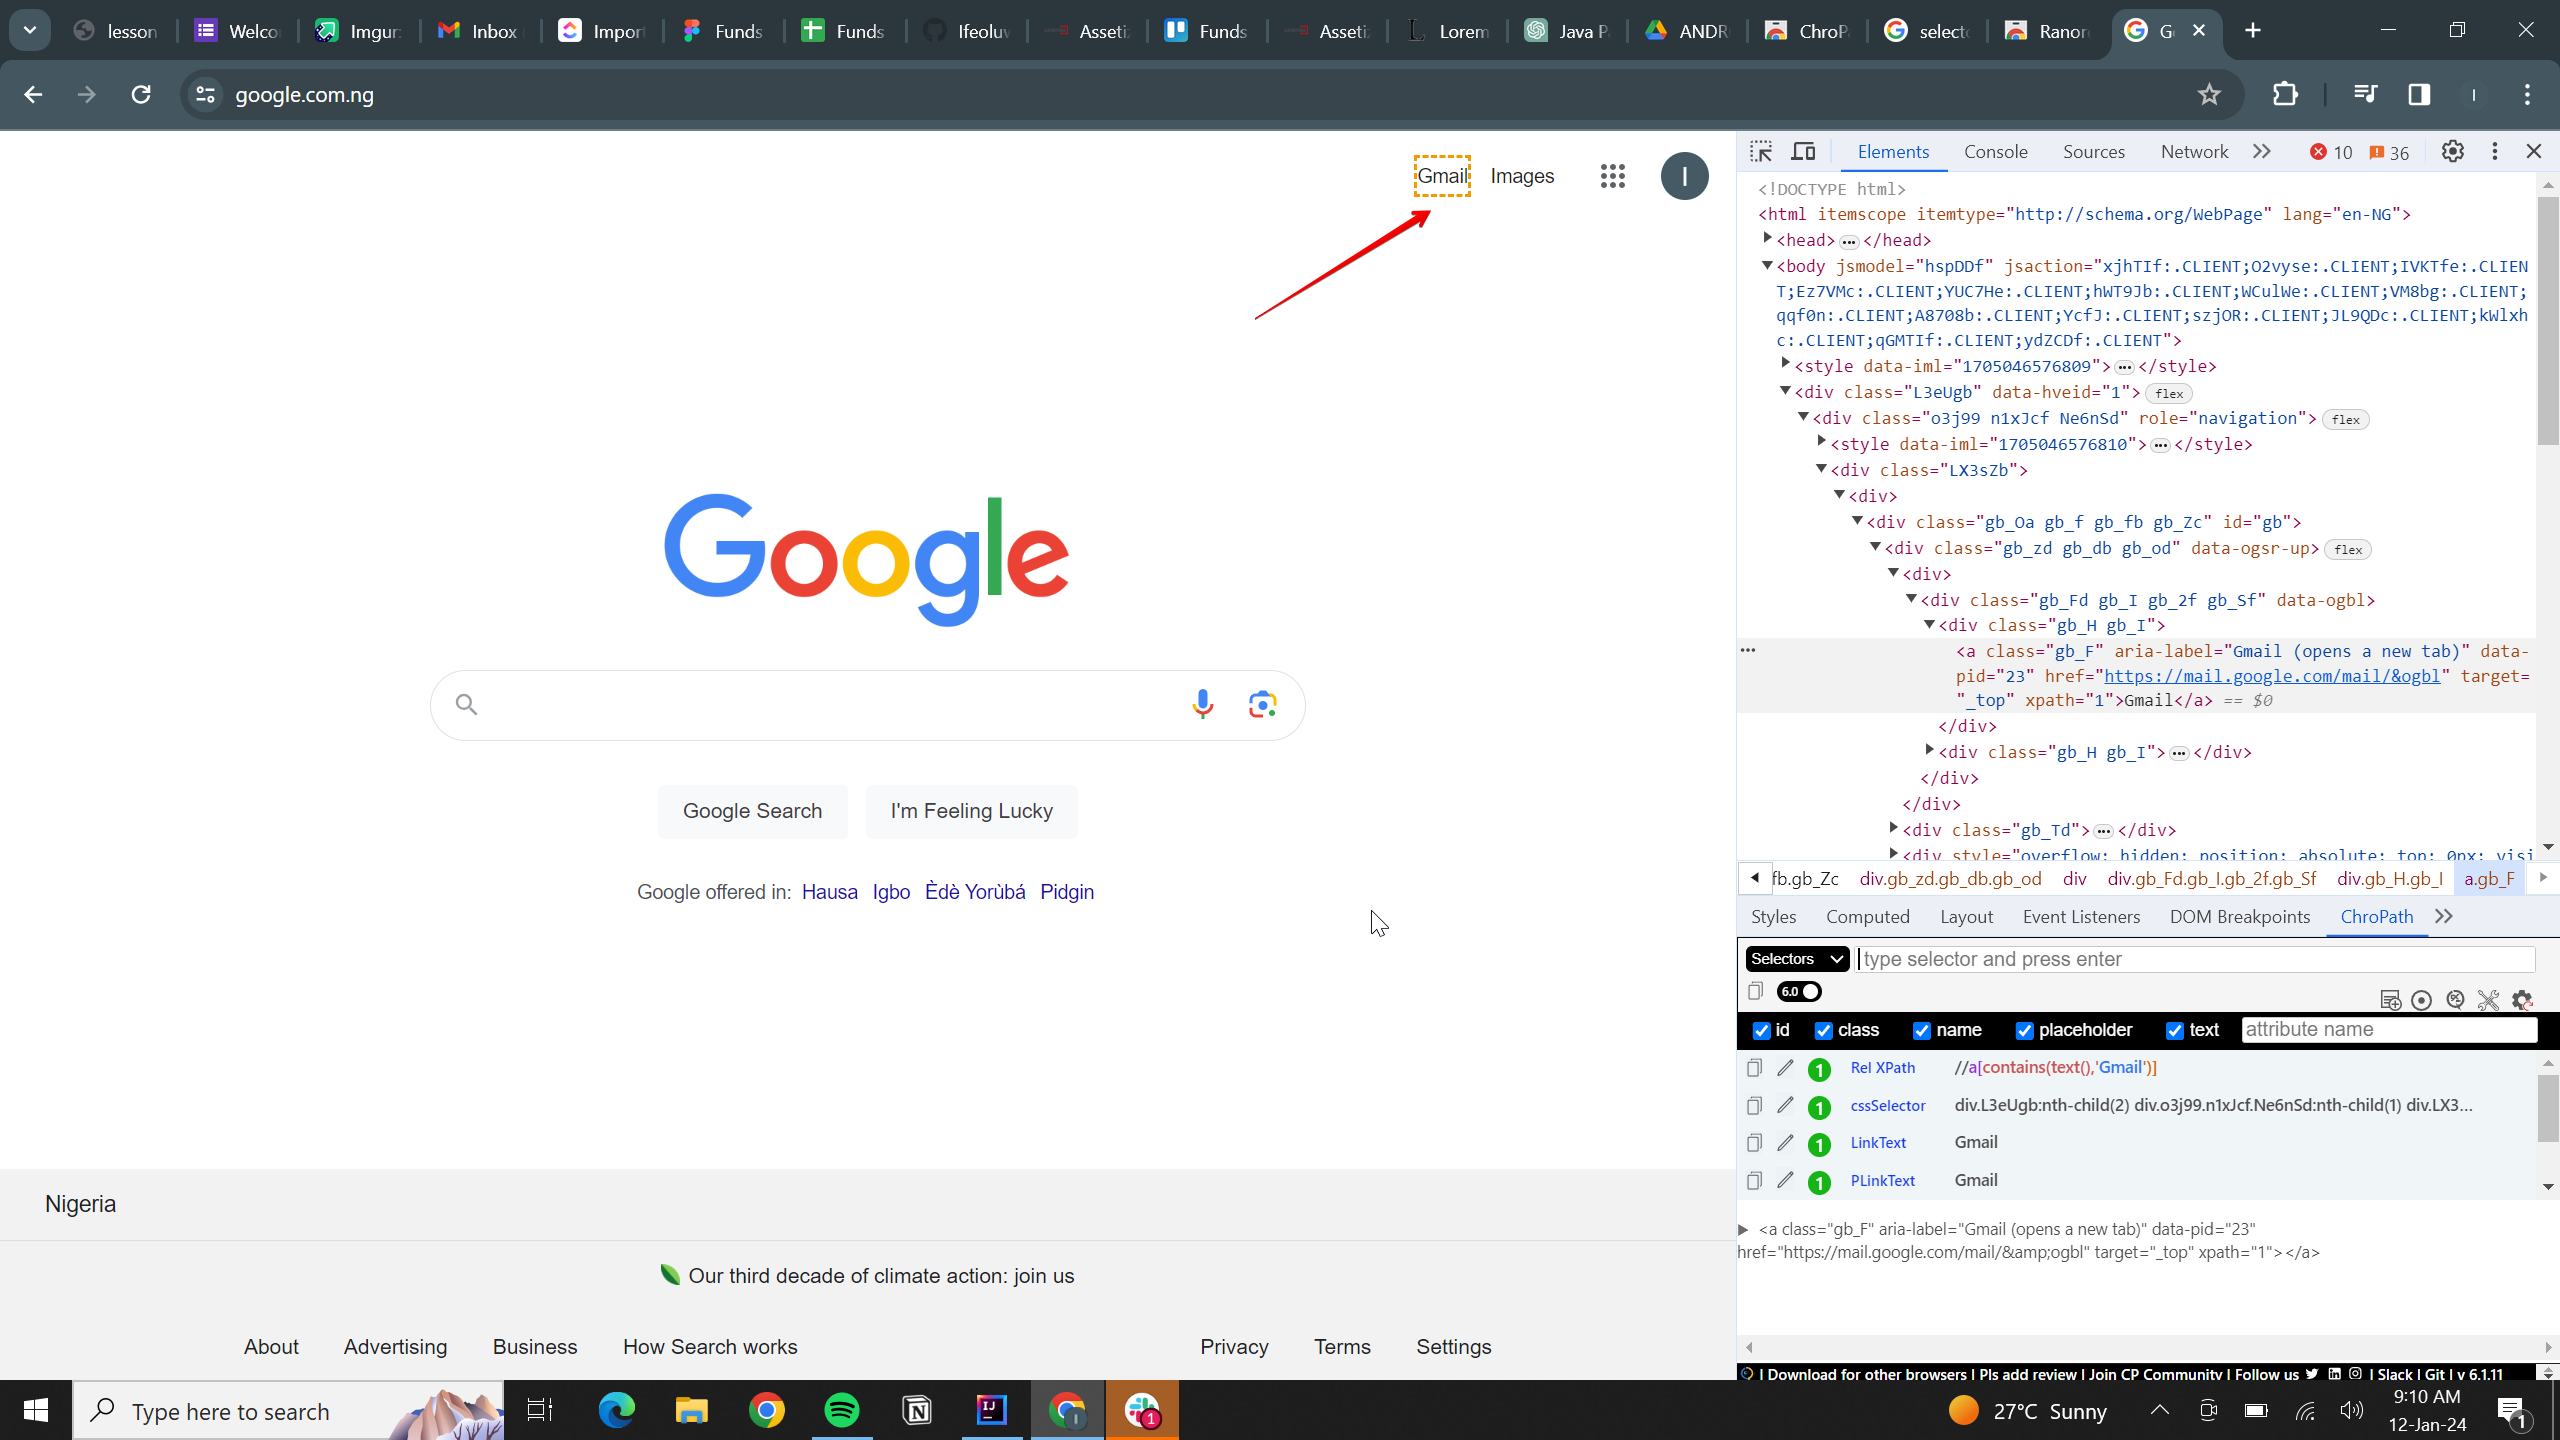 lesson
Welco
Imgur:
Inbox
Impor
Funds
Funds
Ifeoluw
Asseti
Funds
Asseti
Lorem
Java P
ANDR
ChroP
select
Ranor
G
google.com.ng
I
Gmail
Images
I
Google
Google Search
I'm Feeling Lucky
Google offered in: Hausa Igbo Èdè Yorùbá Pidgin
Nigeria
Our third decade of climate action: join us
About Advertising Business How Search works Privacy Terms Settings
Elements Console Sources Network 10 36
<!DOCTYPE html>
<html itemscope itemtype="http://schema.org/WebPage" lang="en-NG">
<head>…</head>
<body jsmodel="hspDDf" jsaction="xjhTIf:.CLIENT;O2vyse:.CLIENT;IVKTfe:.CLIEN
T;Ez7VMc:.CLIENT;YUC7He:.CLIENT;hWT9Jb:.CLIENT;WCulWe:.CLIENT;VM8bg:.CLIENT;
qqf0n:.CLIENT;A8708b:.CLIENT;YcfJ:.CLIENT;szjOR:.CLIENT;JL9QDc:.CLIENT;kWlxh
c:.CLIENT;qGMTIf:.CLIENT;ydZCDf:.CLIENT">
<style data-iml="1705046576809">…</style>
<div class="L3eUgb" data-hveid="1"> flex
<div class="o3j99 n1xJcf Ne6nSd" role="navigation"> flex
<style data-iml="1705046576810">…</style>
<div class="LX3sZb">
<div>
<div class="gb_Oa gb_f gb_fb gb_Zc" id="gb">
<div class="gb_zd gb_db gb_od" data-ogsr-up> flex
<div>
<div class="gb_Fd gb_I gb_2f gb_Sf" data-ogbl>
<div class="gb_H gb_I">
<a class="gb_F" aria-label="Gmail (opens a new tab)" data-
pid="23" href="https://mail.google.com/mail/&ogbl" target=
"_top" xpath="1">Gmail</a> == $0
</div>
<div class="gb_H gb_I">…</div>
</div>
</div>
<div class="gb_Td">…</div>
<div style="overflow: hidden; position: absolute; top: 0px; visi
fb.gb_Zc div.gb_zd.gb_db.gb_od div div.gb_Fd.gb_I.gb_2f.gb_Sf div.gb_H.gb_I a.gb_F
Styles Computed Layout Event Listeners DOM Breakpoints ChroPath
Selectors type selector and press enter
6.0
id class name placeholder text attribute name
1 Rel XPath //a[contains(text(),'Gmail')]
1 cssSelector div.L3eUgb:nth-child(2) div.o3j99.n1xJcf.Ne6nSd:nth-child(1) div.LX3...
1 LinkText Gmail
1 PLinkText Gmail
<a class="gb_F" aria-label="Gmail (opens a new tab)" data-pid="23"
href="https://mail.google.com/mail/&amp;ogbl" target="_top" xpath="1"></a>
| Download for other browsers | Pls add review | Join CP Community | Follow us | Slack | Git | v 6.1.11
Type here to search
27°C Sunny
9:10 AM
12-Jan-24
1